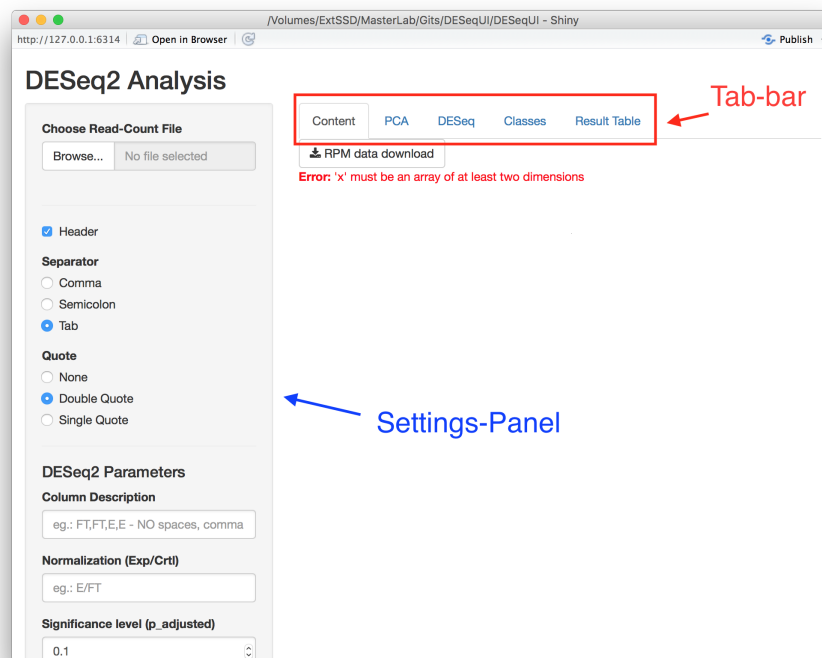 /Volumes/ExtSSD/MasterLab/Gits/DESeqUI/DESeqUI - Shiny
http://127.0.0.1:6314 Open in Browser Publish
DESeq2 Analysis
Choose Read-Count File
Browse... No file selected
Header
Separator
Comma
Semicolon
Tab
Quote
None
Double Quote
Single Quote
DESeq2 Parameters
Column Description
eg.: FT,FT,E,E - NO spaces, comma
Normalization (Exp/Crtl)
eg.: E/FT
Significance level (p_adjusted)
0.1
Content PCA DESeq Classes Result Table
Tab-bar
RPM data download
Error: 'x' must be an array of at least two dimensions
Settings-Panel